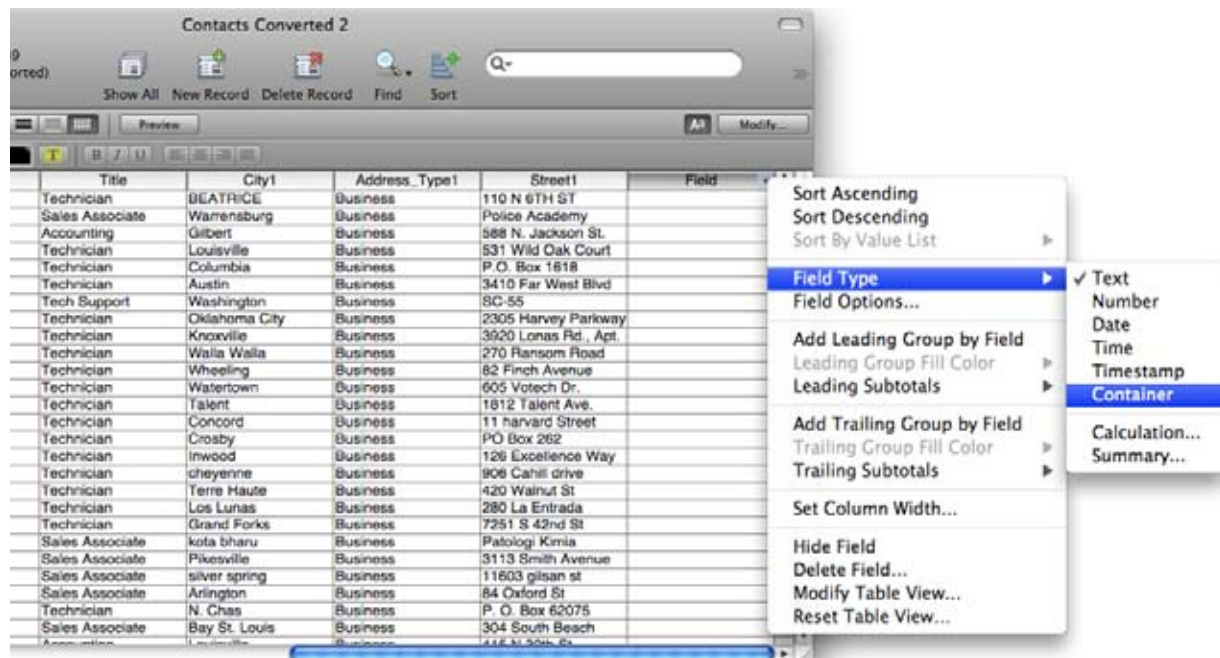 Contacts Converted 2
9
orted)
Show All New Record Delete Record Find Sort
Preview
Aa Modify...
T B I U
Title City1 Address_Type1 Street1 Field
Technician BEATRICE Business 110 N 6TH ST
Sales Associate Warrensburg Business Police Academy
Accounting Gilbert Business 588 N. Jackson St.
Technician Louisville Business 531 Wild Oak Court
Technician Columbia Business P.O. Box 1618
Technician Austin Business 3410 Far West Blvd
Tech Support Washington Business SC-55
Technician Oklahoma City Business 2305 Harvey Parkway
Technician Knoxville Business 3920 Lonas Rd., Apt.
Technician Walla Walla Business 270 Ransom Road
Technician Wheeling Business 82 Finch Avenue
Technician Watertown Business 605 Votech Dr.
Technician Talent Business 1812 Talent Ave.
Technician Concord Business 11 harvard Street
Technician Crosby Business PO Box 262
Technician Inwood Business 126 Excellence Way
Technician cheyenne Business 906 Cahill drive
Technician Terre Haute Business 420 Walnut St
Technician Los Lunas Business 280 La Entrada
Technician Grand Forks Business 7251 S 42nd St
Sales Associate kota bharu Business Patologi Kimia
Sales Associate Pikesville Business 3113 Smith Avenue
Sales Associate silver spring Business 11603 gilsan st
Sales Associate Arlington Business 84 Oxford St
Technician N. Chas Business P. O. Box 62075
Sales Associate Bay St. Louis Business 304 South Beach
Sort Ascending
Sort Descending
Sort By Value List
Field Type
Field Options...
Add Leading Group by Field
Leading Group Fill Color
Leading Subtotals
Add Trailing Group by Field
Trailing Group Fill Color
Trailing Subtotals
Set Column Width...
Hide Field
Delete Field...
Modify Table View...
Reset Table View...
✓ Text
Number
Date
Time
Timestamp
Container
Calculation...
Summary...